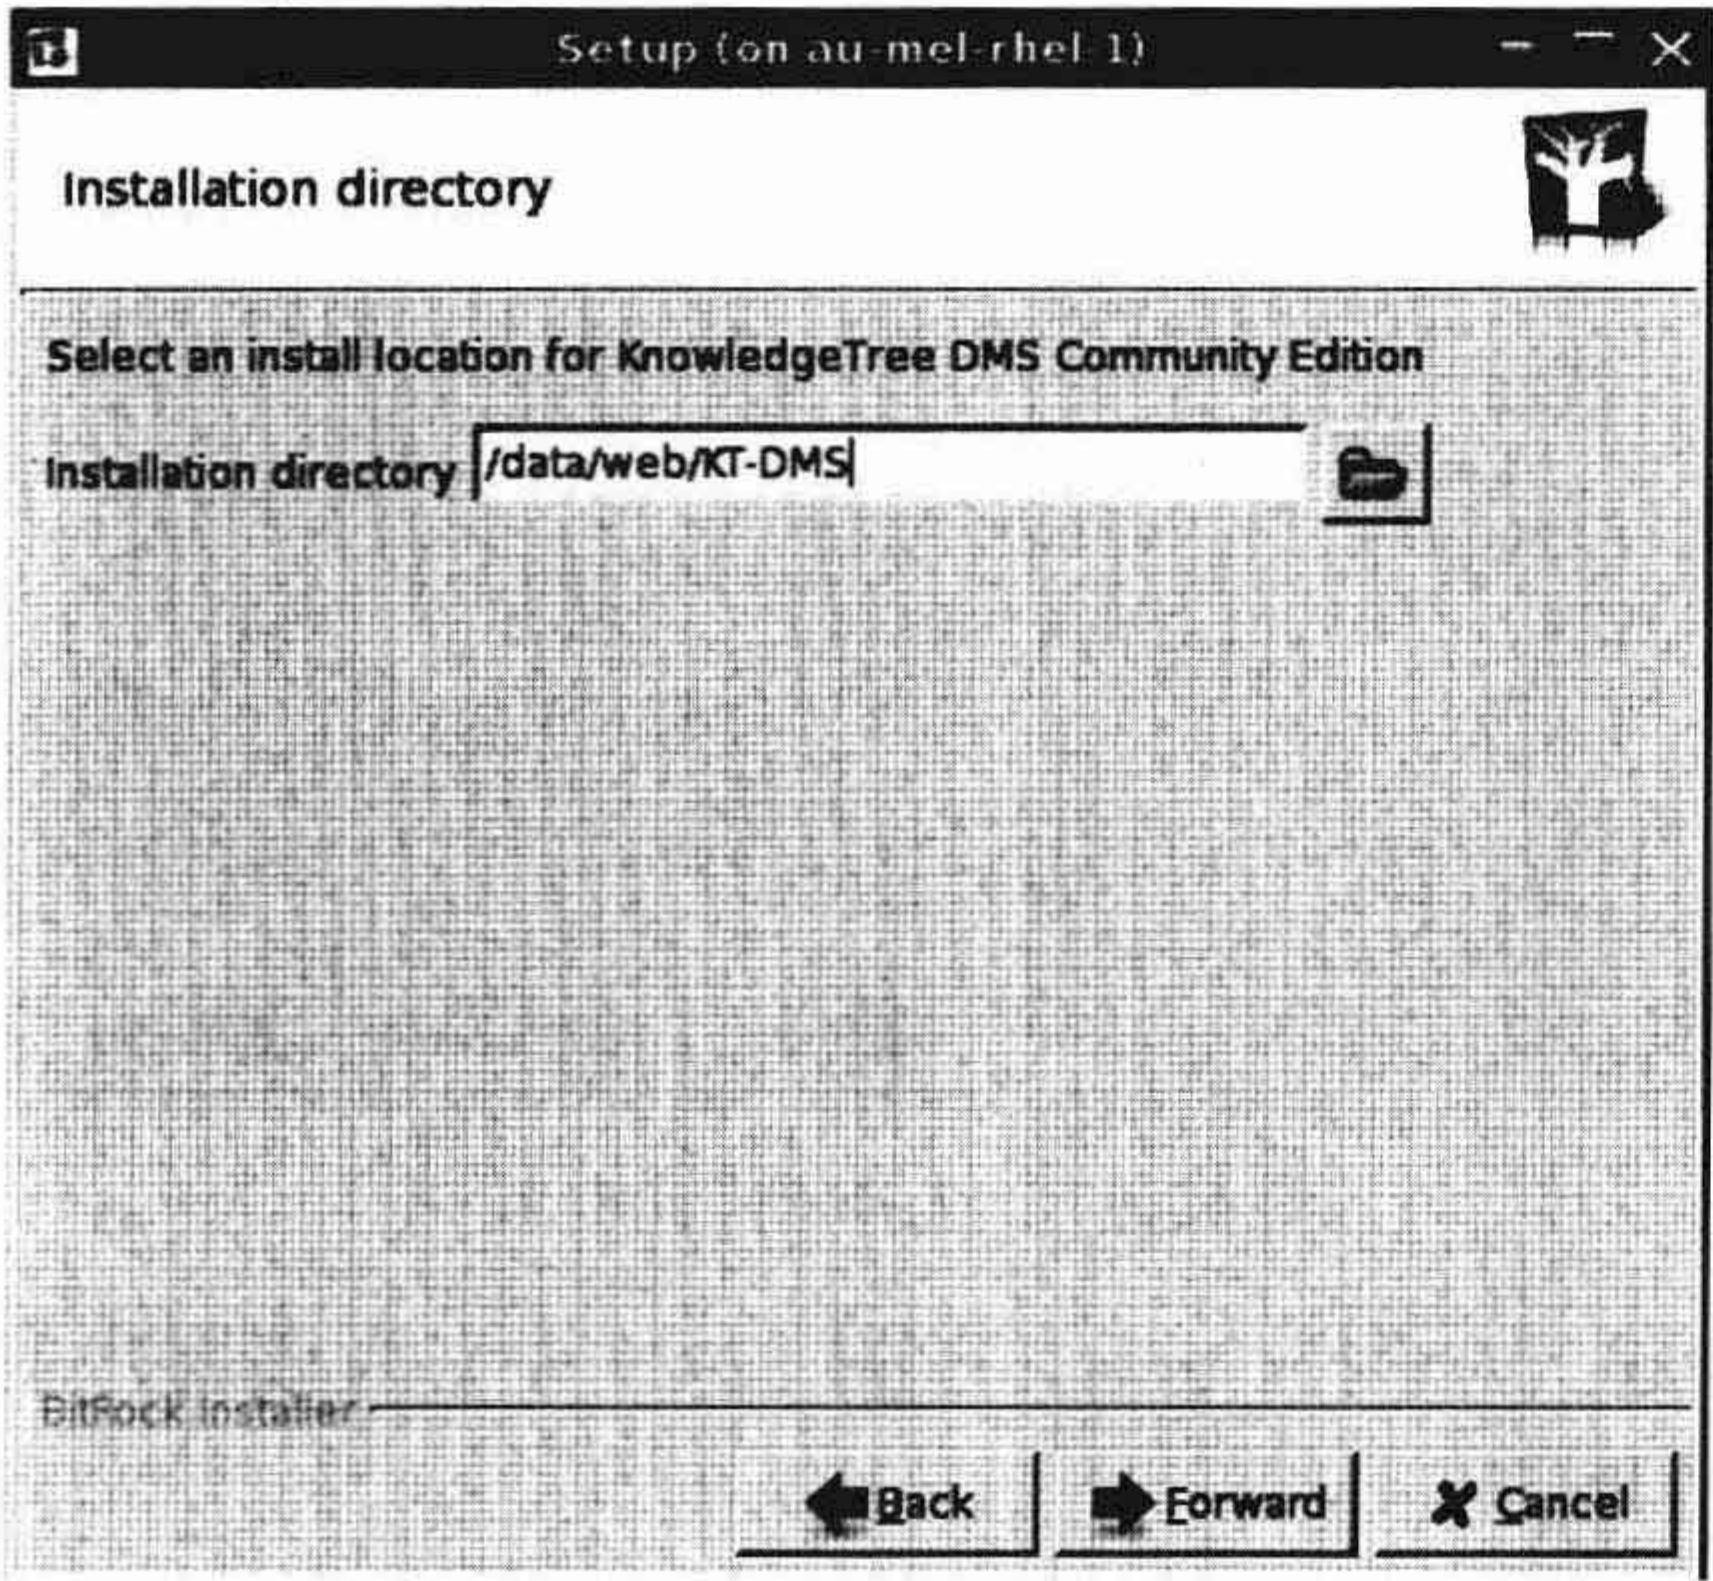 Setup (on au-mel-rhel-1)
Installation directory
Select an install location for KnowledgeTree DMS Community Edition
Installation directory /data/web/KT-DMS
BitRock Installer
Back Forward Cancel